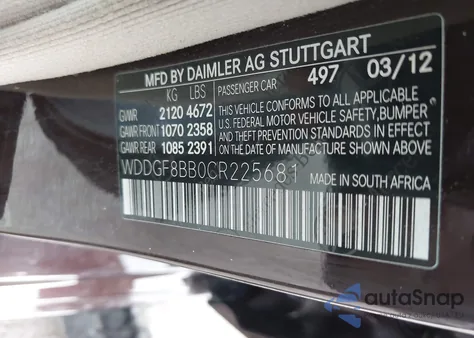 MFD BY DAIMLER AG STUTTGART
KG LBS PASSENGER CAR 497 03/12
GVWR 2120 4672
GAWR FRONT 1070 2358
GAWR REAR 1085 2391
THIS VEHICLE CONFORMS TO ALL APPLICABLE
U.S. FEDERAL MOTOR VEHICLE SAFETY, BUMPER
AND THEFT PREVENTION STANDARDS IN EFFECT
ON THE DATE OF MANUFACTURE SHOWN ABOVE.
WDDGF8BB0CR225681 MADE IN SOUTH AFRICA
autoSnap